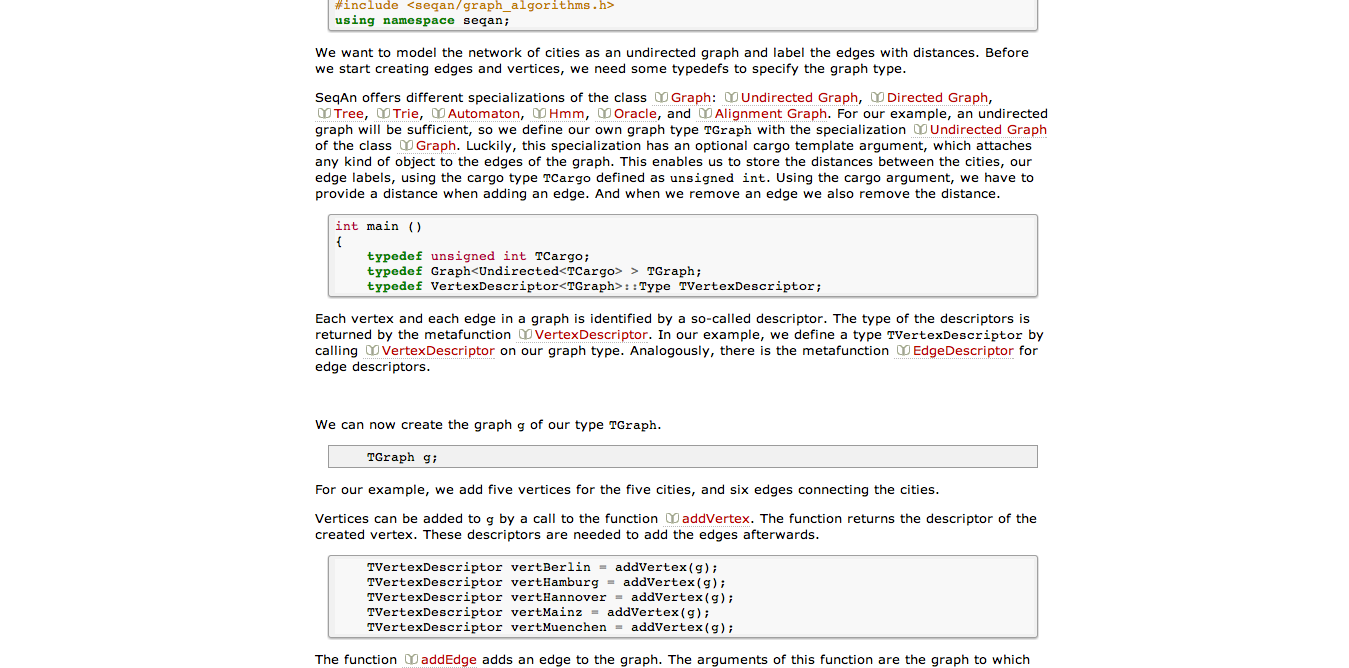 #include <seqan/graph_algorithms.h>
using namespace seqan;
We want to model the network of cities as an undirected graph and label the edges with distances. Before
we start creating edges and vertices, we need some typedefs to specify the graph type.
SeqAn offers different specializations of the class Graph: Undirected Graph, Directed Graph,
Tree, Trie, Automaton, Hmm, Oracle, and Alignment Graph. For our example, an undirected
graph will be sufficient, so we define our own graph type TGraph with the specialization Undirected Graph
of the class Graph. Luckily, this specialization has an optional cargo template argument, which attaches
any kind of object to the edges of the graph. This enables us to store the distances between the cities, our
edge labels, using the cargo type TCargo defined as unsigned int. Using the cargo argument, we have to
provide a distance when adding an edge. And when we remove an edge we also remove the distance.
int main ()
{
    typedef unsigned int TCargo;
    typedef Graph<Undirected<TCargo> > TGraph;
    typedef VertexDescriptor<TGraph>::Type TVertexDescriptor;
Each vertex and each edge in a graph is identified by a so-called descriptor. The type of the descriptors is
returned by the metafunction VertexDescriptor. In our example, we define a type TVertexDescriptor by
calling VertexDescriptor on our graph type. Analogously, there is the metafunction EdgeDescriptor for
edge descriptors.
We can now create the graph g of our type TGraph.
    TGraph g;
For our example, we add five vertices for the five cities, and six edges connecting the cities.
Vertices can be added to g by a call to the function addVertex. The function returns the descriptor of the
created vertex. These descriptors are needed to add the edges afterwards.
    TVertexDescriptor vertBerlin = addVertex(g);
    TVertexDescriptor vertHamburg = addVertex(g);
    TVertexDescriptor vertHannover = addVertex(g);
    TVertexDescriptor vertMainz = addVertex(g);
    TVertexDescriptor vertMuenchen = addVertex(g);
The function addEdge adds an edge to the graph. The arguments of this function are the graph to which